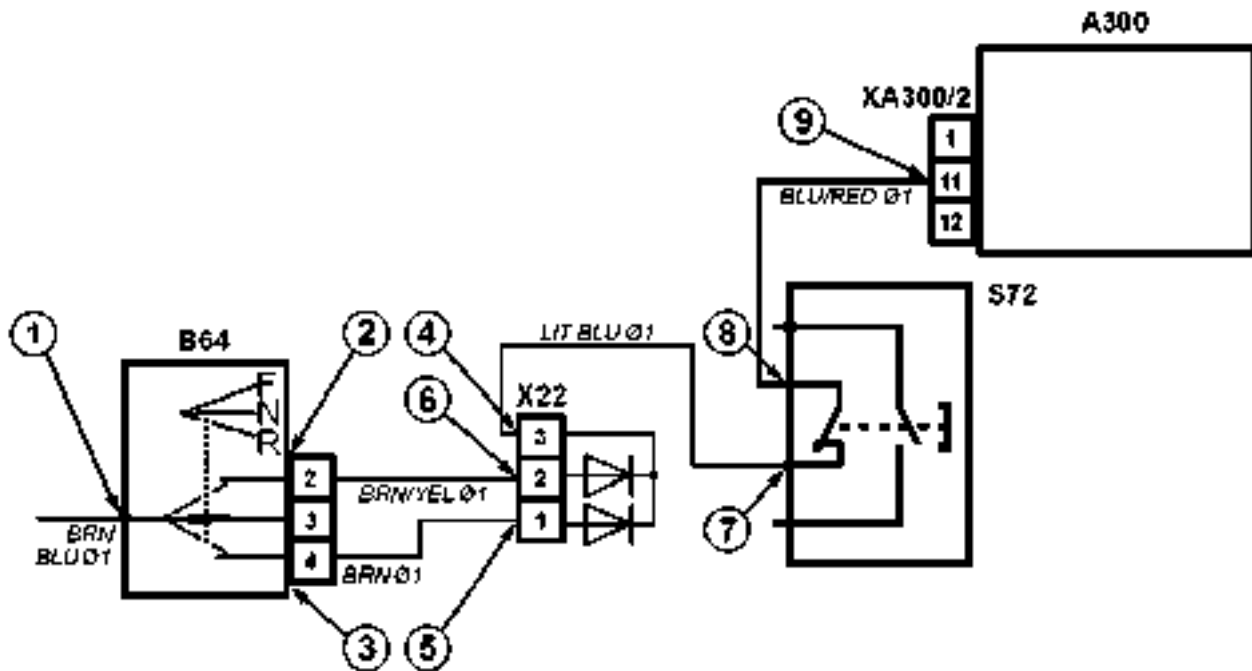 A300
XA300/2
9
1
11
BLU/RED Ø1
12
S72
1
B64
2
4
LIT BLU Ø1
8
F
N
R
6
X22
3
2
BRN/YEL Ø1
2
3
1
7
BRN
BLU Ø1
4
BRN Ø1
3
5